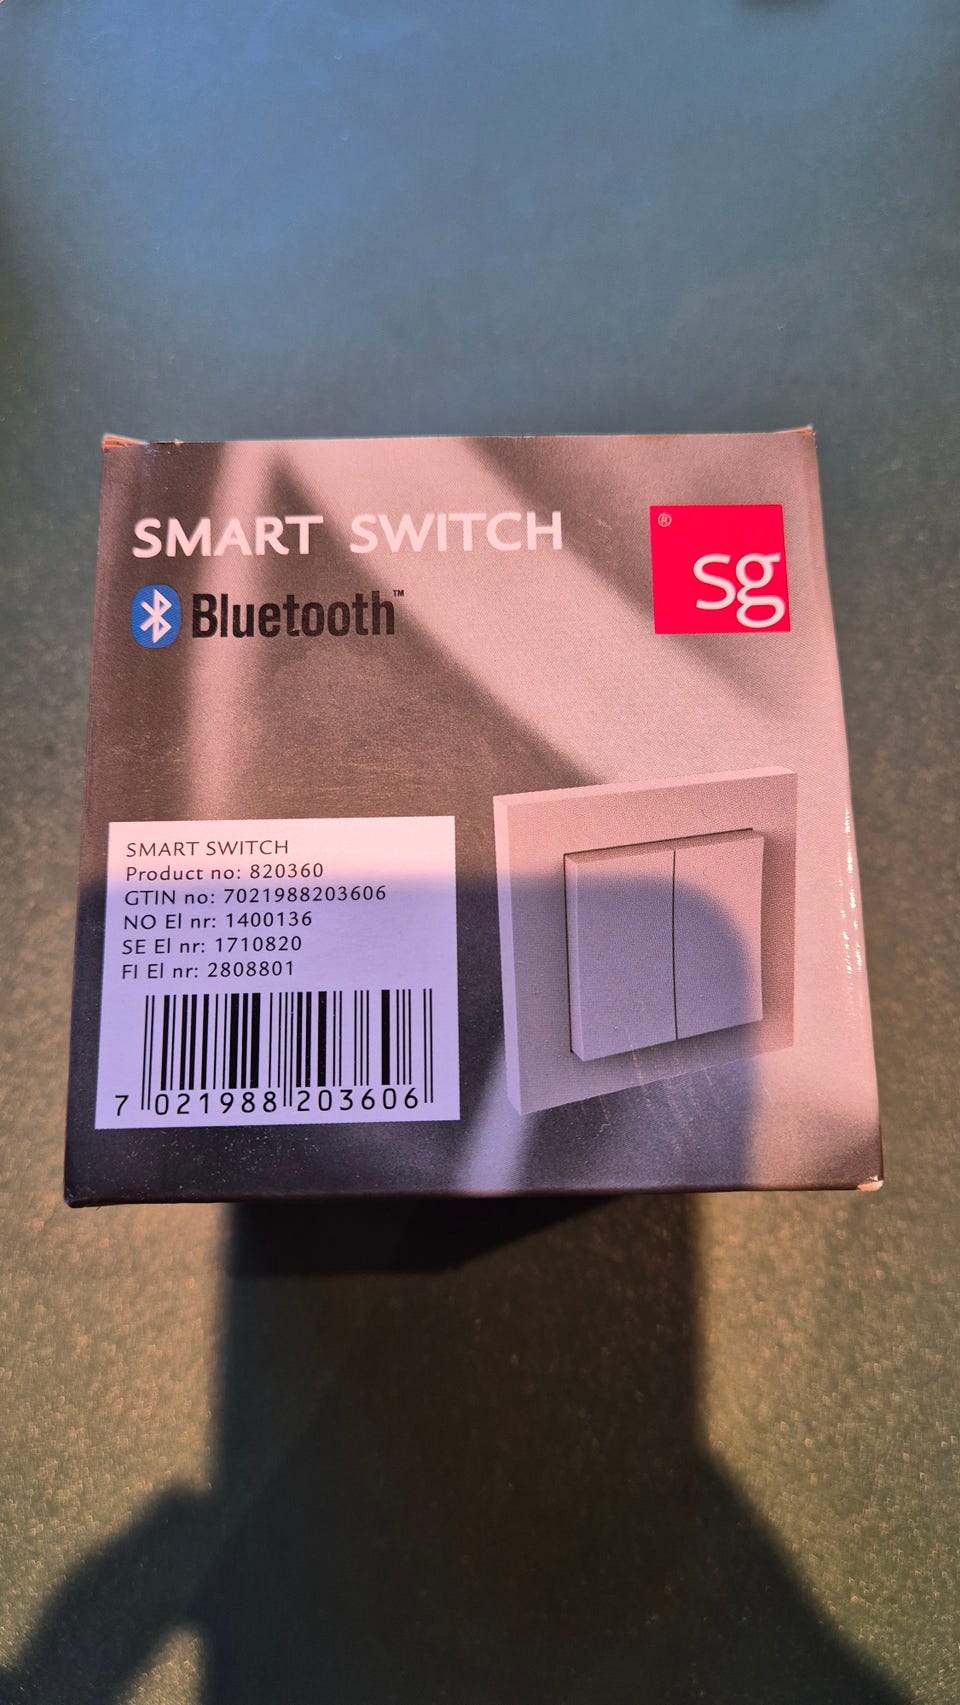 SMART SWITCH
Bluetooth™
® sg
SMART SWITCH
Product no: 820360
GTIN no: 7021988203606
NO El nr: 1400136
SE El nr: 1710820
FI El nr: 2808801
7 021988 203606